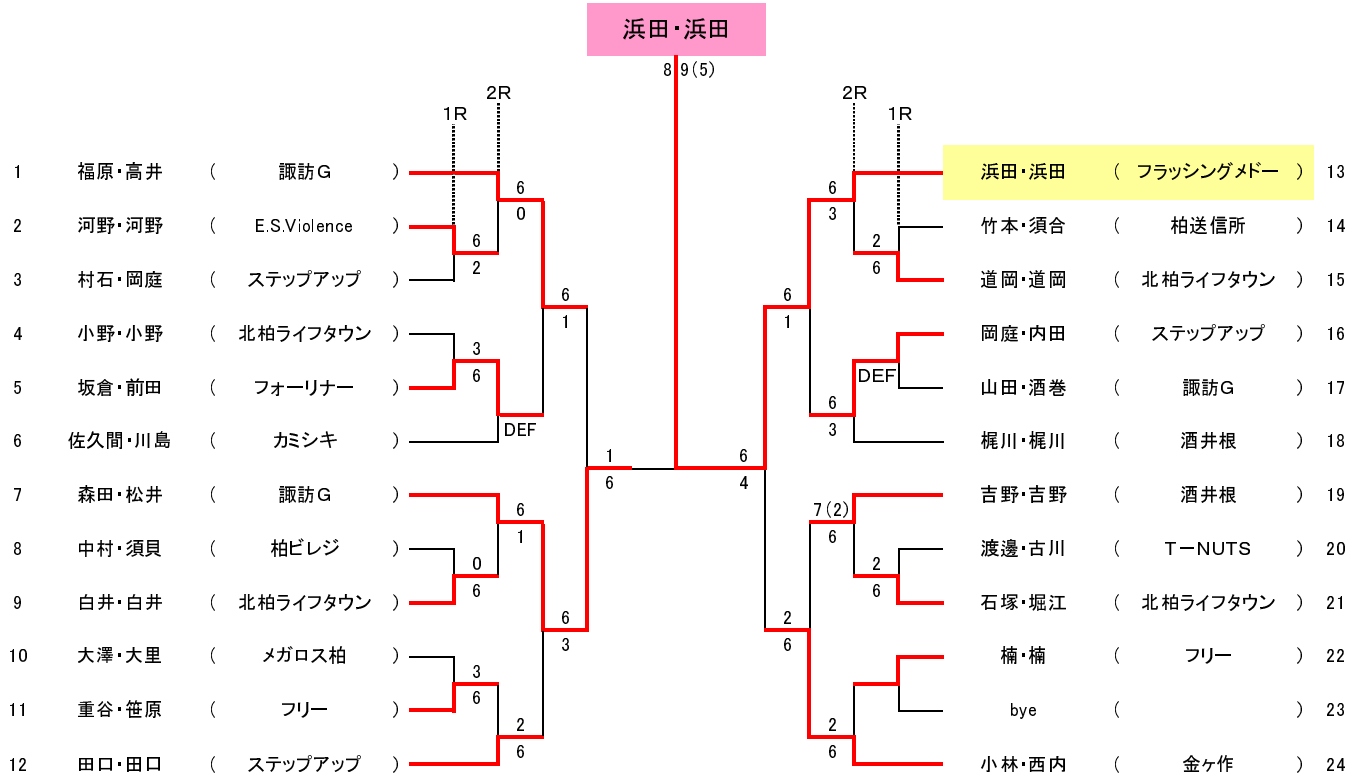 浜田・浜田
8 9(5)
2R 2R
1R 1R
1 福原・高井 ( 諏訪G ) 浜田・浜田 ( フラッシングメドー ) 13
6 6
0 3
2 河野・河野 ( E.S.Violence ) 竹本・須合 ( 柏送信所 ) 14
6 2
2 6
3 村石・岡庭 ( ステップアップ ) 道岡・道岡 ( 北柏ライフタウン ) 15
6 6
1 1
4 小野・小野 ( 北柏ライフタウン ) 岡庭・内田 ( ステップアップ ) 16
3
6 DEF
5 坂倉・前田 ( フォーリナー ) 山田・酒巻 ( 諏訪G ) 17
6
DEF 3
6 佐久間・川島 ( カミシキ ) 梶川・梶川 ( 酒井根 ) 18
1 6
6 4
7 森田・松井 ( 諏訪G ) 吉野・吉野 ( 酒井根 ) 19
6 7(2)
1 6
8 中村・須貝 ( 柏ビレジ ) 渡邊・古川 ( T-NUTS ) 20
0 2
6 6
9 白井・白井 ( 北柏ライフタウン ) 石塚・堀江 ( 北柏ライフタウン ) 21
6 2
3 6
10 大澤・大里 ( メガロス柏 ) 楠・楠 ( フリー ) 22
3
6
11 重谷・笹原 ( フリー ) bye ( ) 23
2 2
6 6
12 田口・田口 ( ステップアップ ) 小林・西内 ( 金ヶ作 ) 24